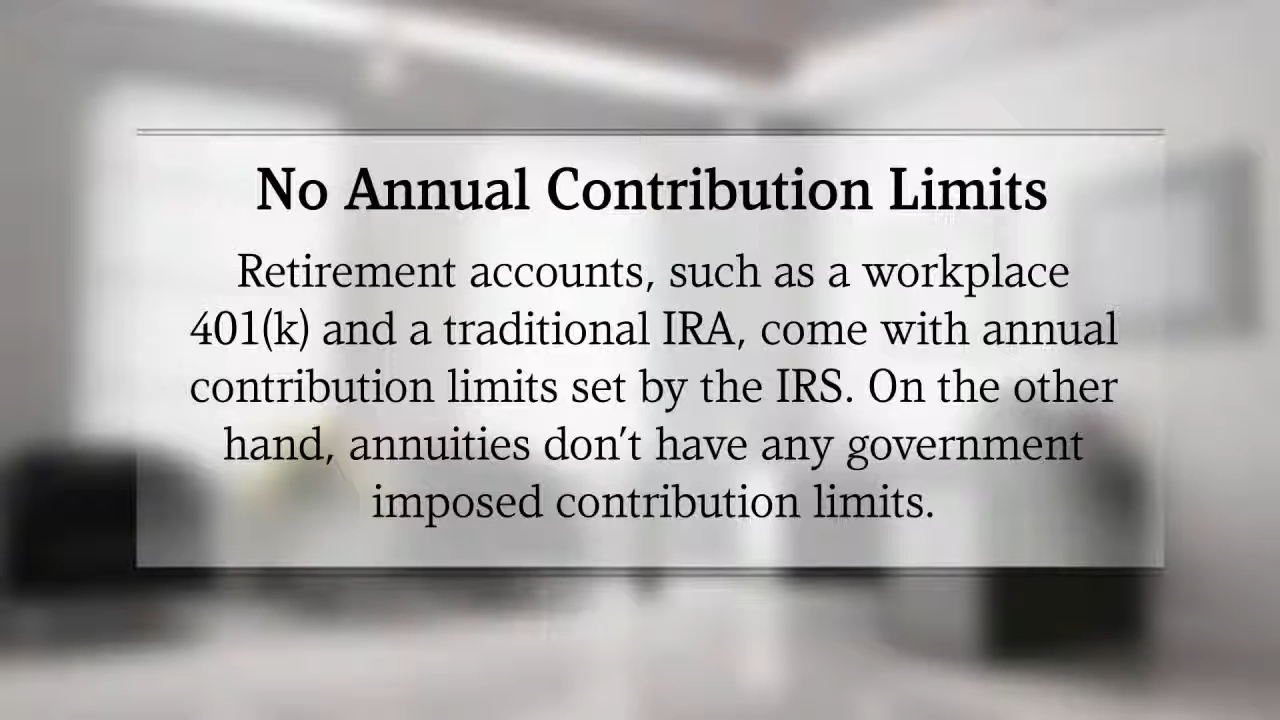 No Annual Contribution Limits
Retirement accounts, such as a workplace
401(k) and a traditional IRA, come with annual
contribution limits set by the IRS. On the other
hand, annuities don’t have any government
imposed contribution limits.